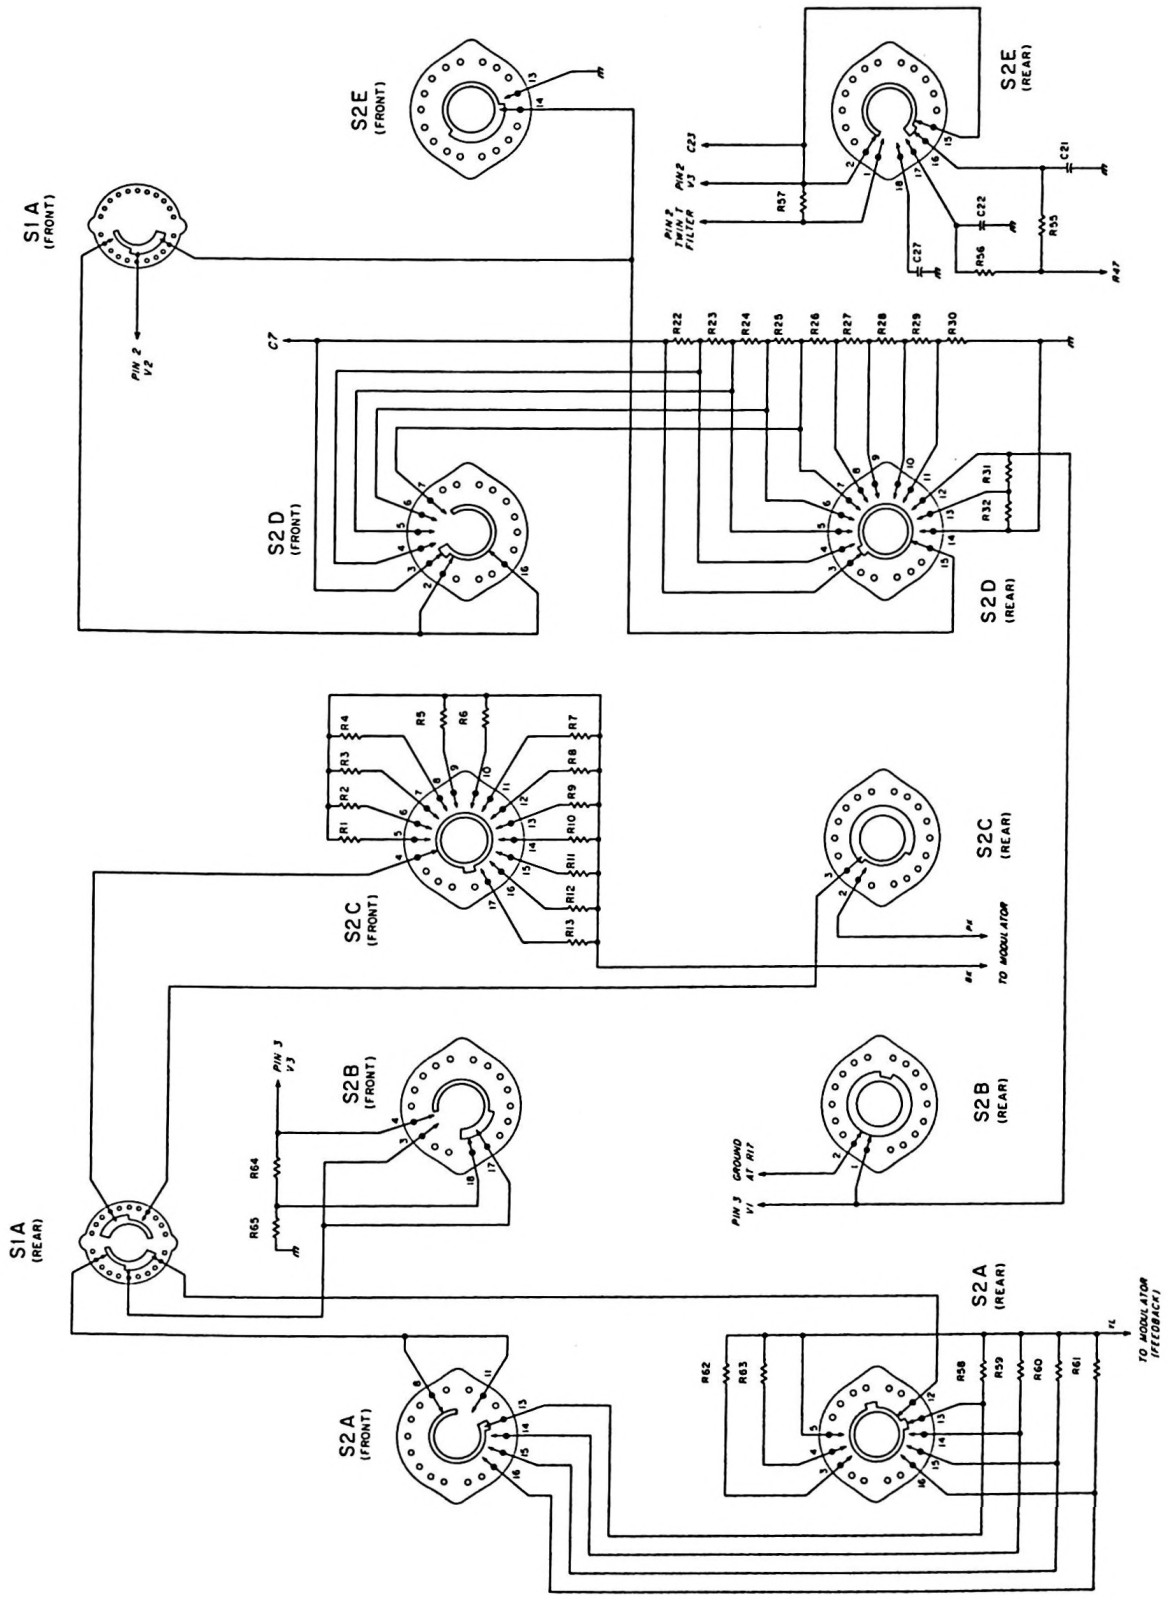 S1A
(REAR)
S1A
(FRONT)
PIN 2
V2
S2A
(FRONT)
8
11
13
14
15
16
S2B
(FRONT)
PIN 3
V3
R64
R65
3
4
17
18
S2C
(FRONT)
R1
R2
R3
R4
R5
R6
R7
R8
R9
R10
R11
R12
R13
4
5
6
7
8
9
10
11
12
13
14
15
16
17
S2D
(FRONT)
C7
2
3
4
5
6
7
16
S2E
(FRONT)
13
14
S2A
(REAR)
R62
R63
R58
R59
R60
R61
3
4
5
12
13
14
15
16
YL
TO MODULATOR
(FEEDBACK)
S2B
(REAR)
PIN 3
V1
GROUND
AT R17
1
2
S2C
(REAR)
2
3
BK
PK
TO MODULATOR
S2D
(REAR)
R22
R23
R24
R25
R26
R27
R28
R29
R30
R31
R32
3
4
5
6
7
8
9
10
11
12
13
14
15
S2E
(REAR)
PIN 2
TWIN T
FILTER
PIN 2
V3
C23
R57
1
2
15
16
17
18
C27
C22
C21
R56
R55
R47